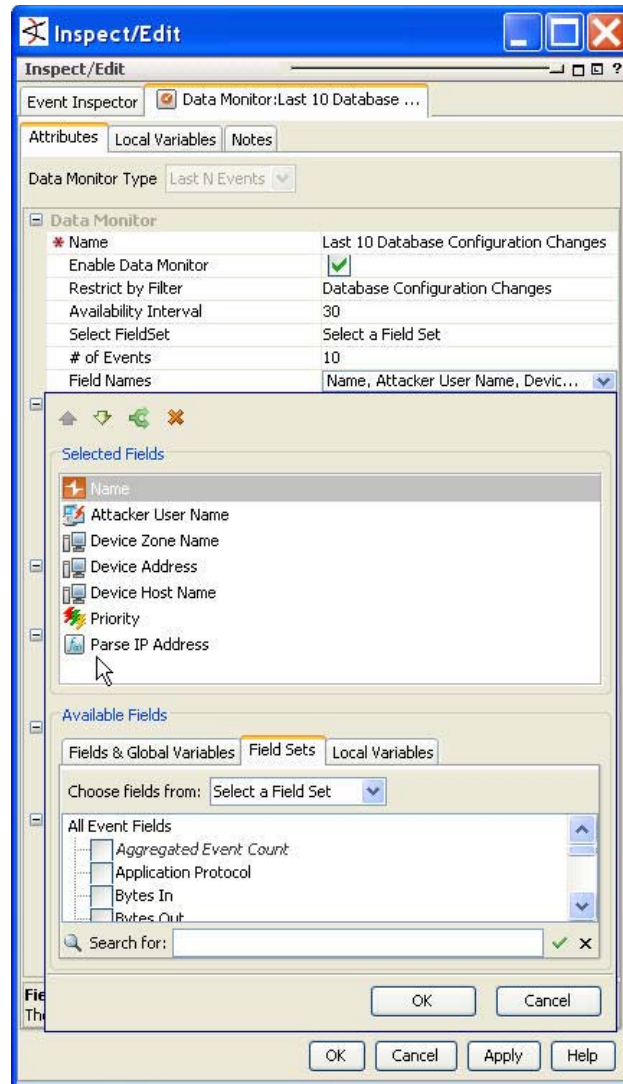 Inspect/Edit
Inspect/Edit ?
Event Inspector Data Monitor:Last 10 Database ...
Attributes Local Variables Notes
Data Monitor Type Last N Events
Data Monitor
* Name Last 10 Database Configuration Changes
Enable Data Monitor
Restrict by Filter Database Configuration Changes
Availability Interval 30
Select FieldSet Select a Field Set
# of Events 10
Field Names Name, Attacker User Name, Devic...
Selected Fields
Name
Attacker User Name
Device Zone Name
Device Address
Device Host Name
Priority
Parse IP Address
Available Fields
Fields & Global Variables Field Sets Local Variables
Choose fields from: Select a Field Set
All Event Fields
Aggregated Event Count
Application Protocol
Bytes In
Bytes Out
Search for:
OK Cancel
Fie
The
OK Cancel Apply Help